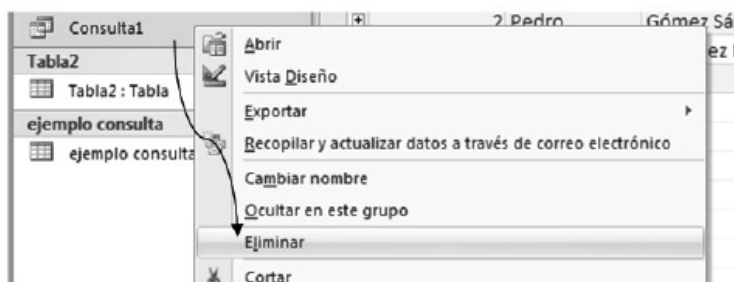 Consulta1
Tabla2
Tabla2 : Tabla
ejemplo consulta
ejemplo consulta
2 Pedro Gómez Sá
ez
Abrir
Vista Diseño
Exportar
Recopilar y actualizar datos a través de correo electrónico
Cambiar nombre
Ocultar en este grupo
Eliminar
Cortar